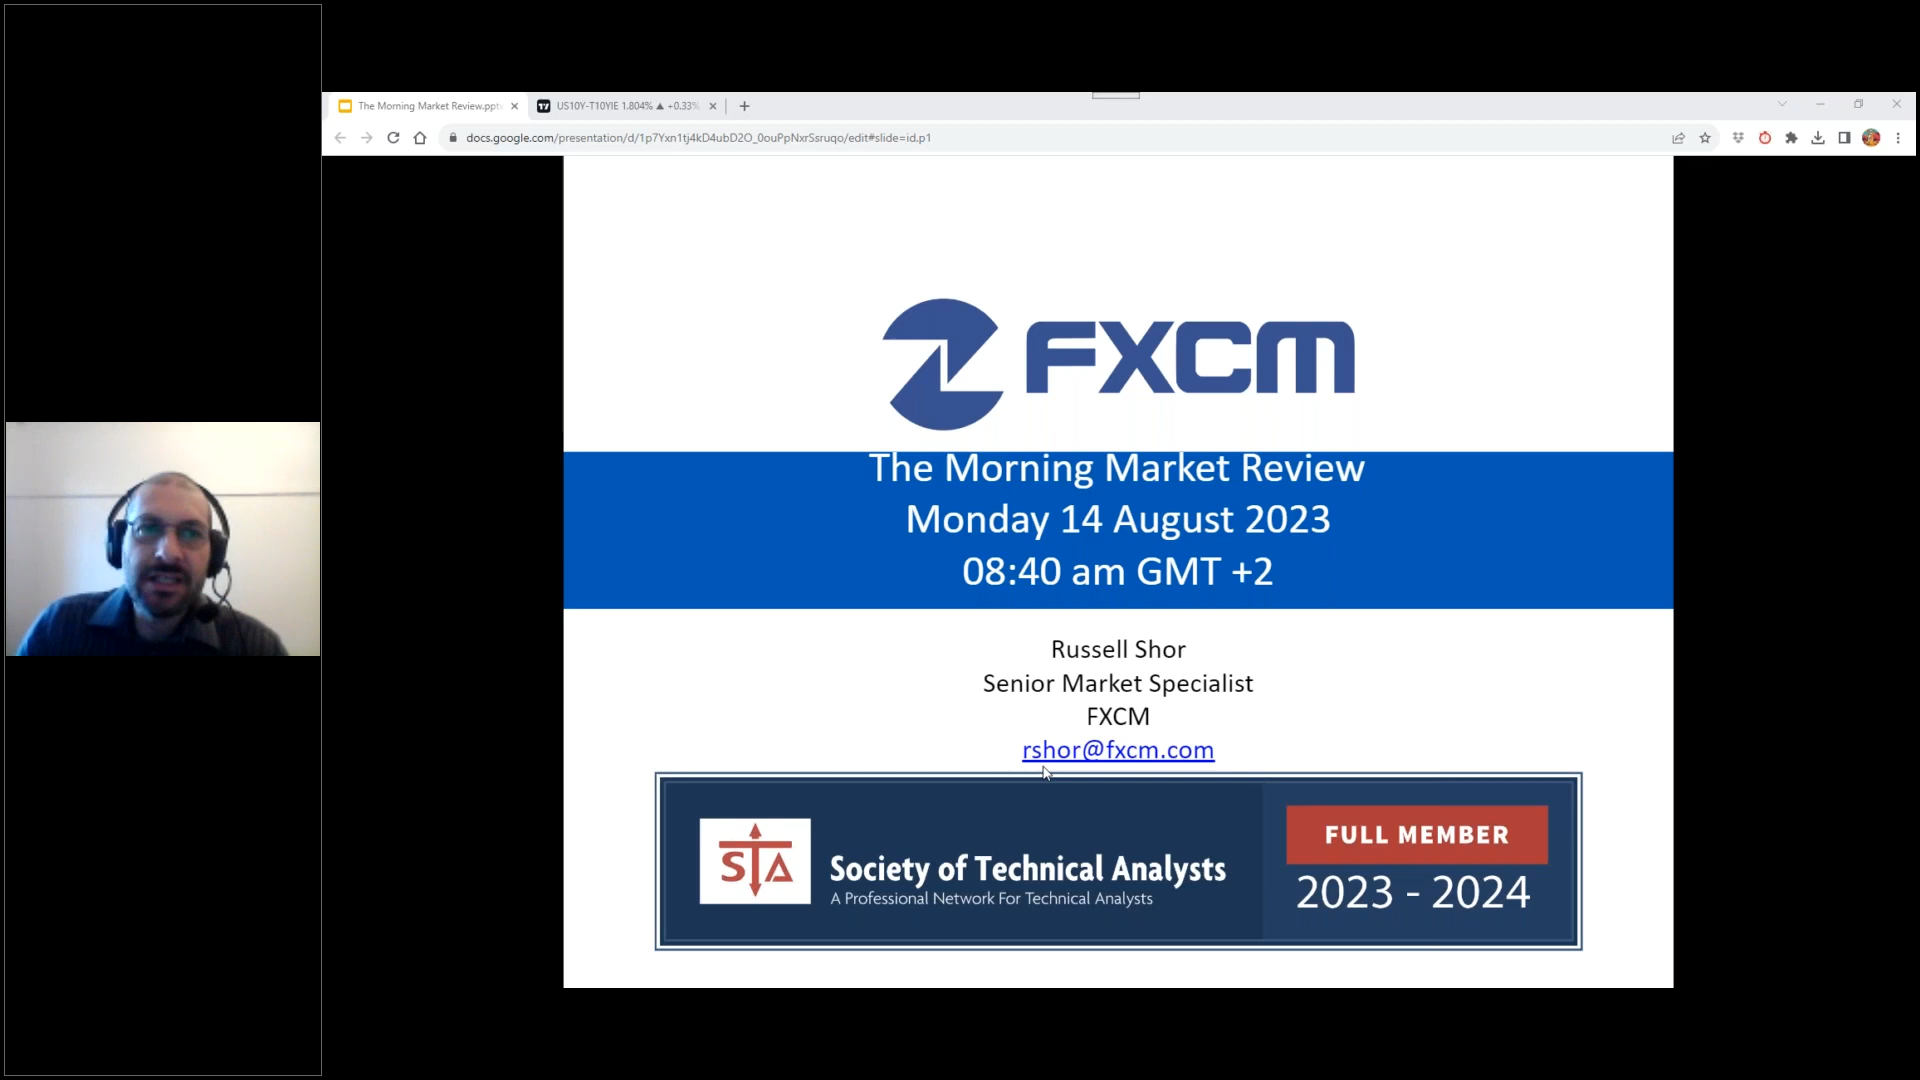 The Morning Market Review.ppt
US10Y-T10YIE 1.804% ▲ +0.33%
docs.google.com/presentation/d/1p7Yxn1tj4kD4ubD2O_0ouPpNxrSsruqo/edit#slide=id.p1
FXCM
The Morning Market Review
Monday 14 August 2023
08:40 am GMT +2
Russell Shor
Senior Market Specialist
FXCM
rshor@fxcm.com
STA
Society of Technical Analysts
A Professional Network For Technical Analysts
FULL MEMBER
2023 - 2024